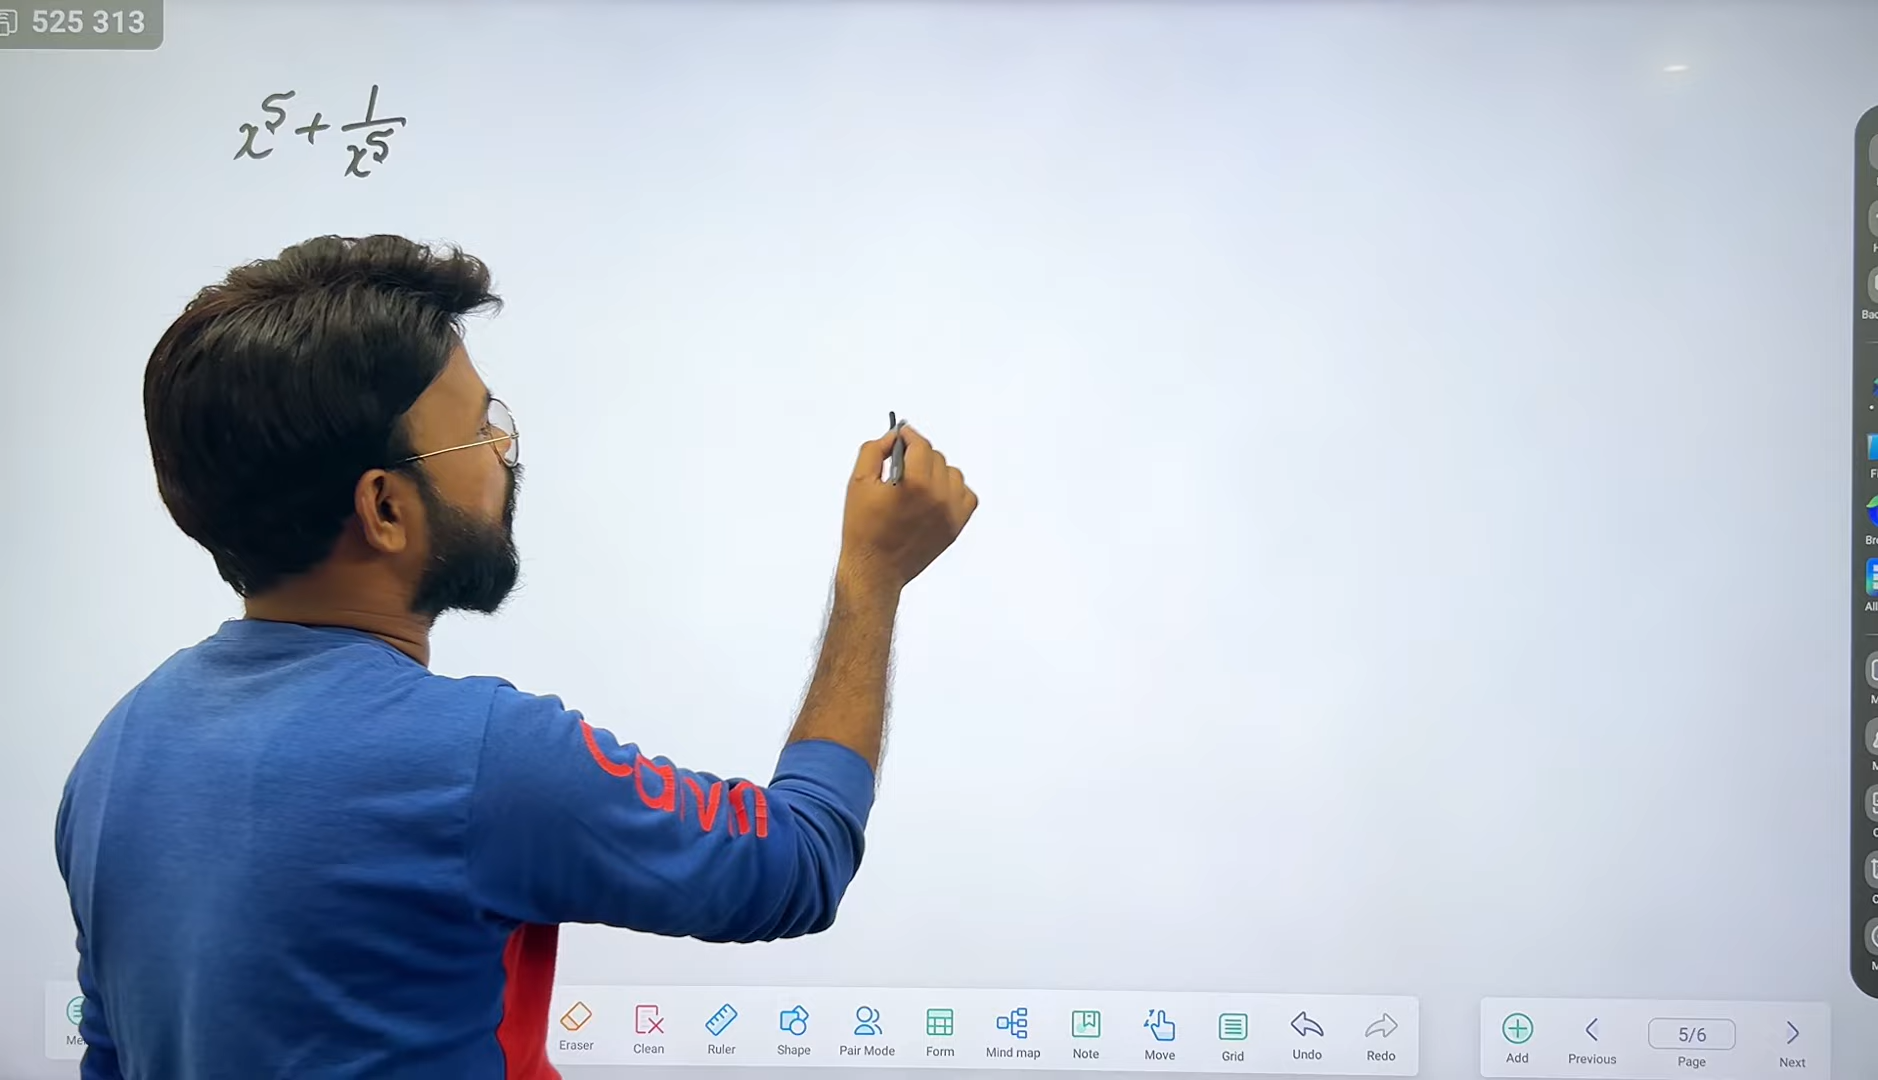 525 313
x⁵ + 1/x⁵
Eraser
Clean
Ruler
Shape
Pair Mode
Form
Mind map
Note
Move
Grid
Undo
Redo
Add
Previous
5/6
Page
Next